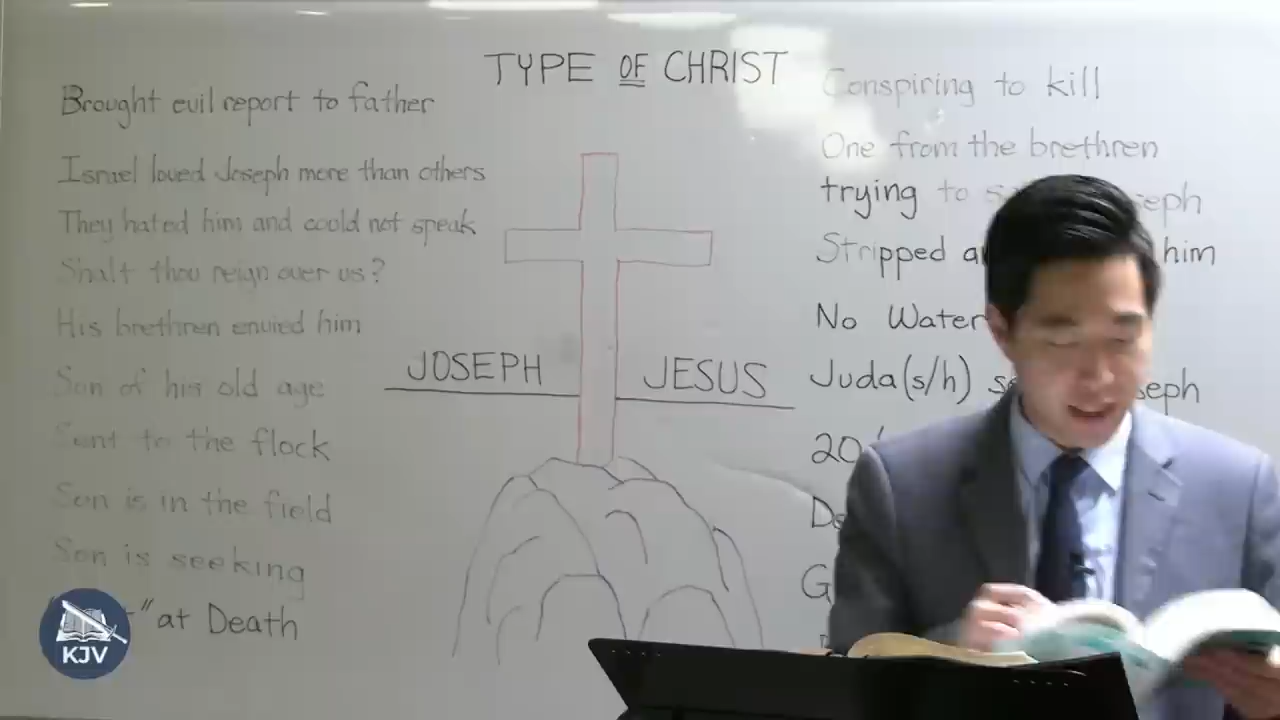 TYPE OF CHRIST
Brought evil report to father
Israel loved Joseph more than others
They hated him and could not speak
Shalt thou reign over us?
His brethren envied him
Son of his old age
Sent to the flock
Son is in the field
Son is seeking
" at Death
JOSEPH
JESUS
Conspiring to kill
One from the brethren
trying to
Stripped him
No Water
Juda(s/h)
20
KJV